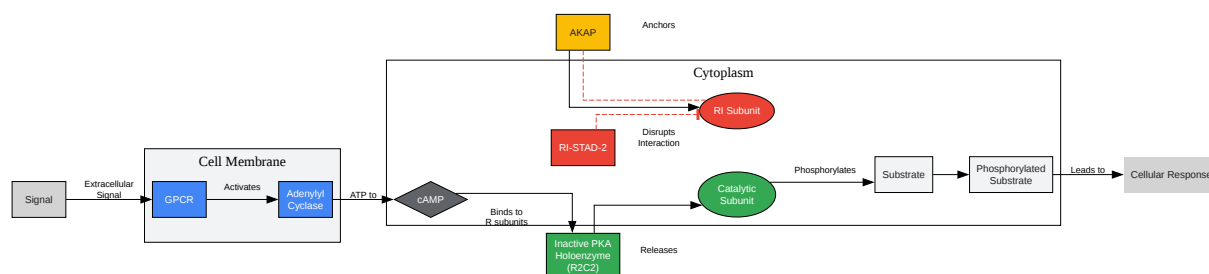 AKAP
Anchors
Cytoplasm
RI Subunit
RI-STAD-2
Disrupts
Interaction
Cell Membrane
Signal
Extracellular
Signal
GPCR
Activates
Adenylyl
Cyclase
ATP to
cAMP
Binds to
R subunits
Inactive PKA
Holoenzyme
(R2C2)
Releases
Catalytic
Subunit
Phosphorylates
Substrate
Phosphorylated
Substrate
Leads to
Cellular Response